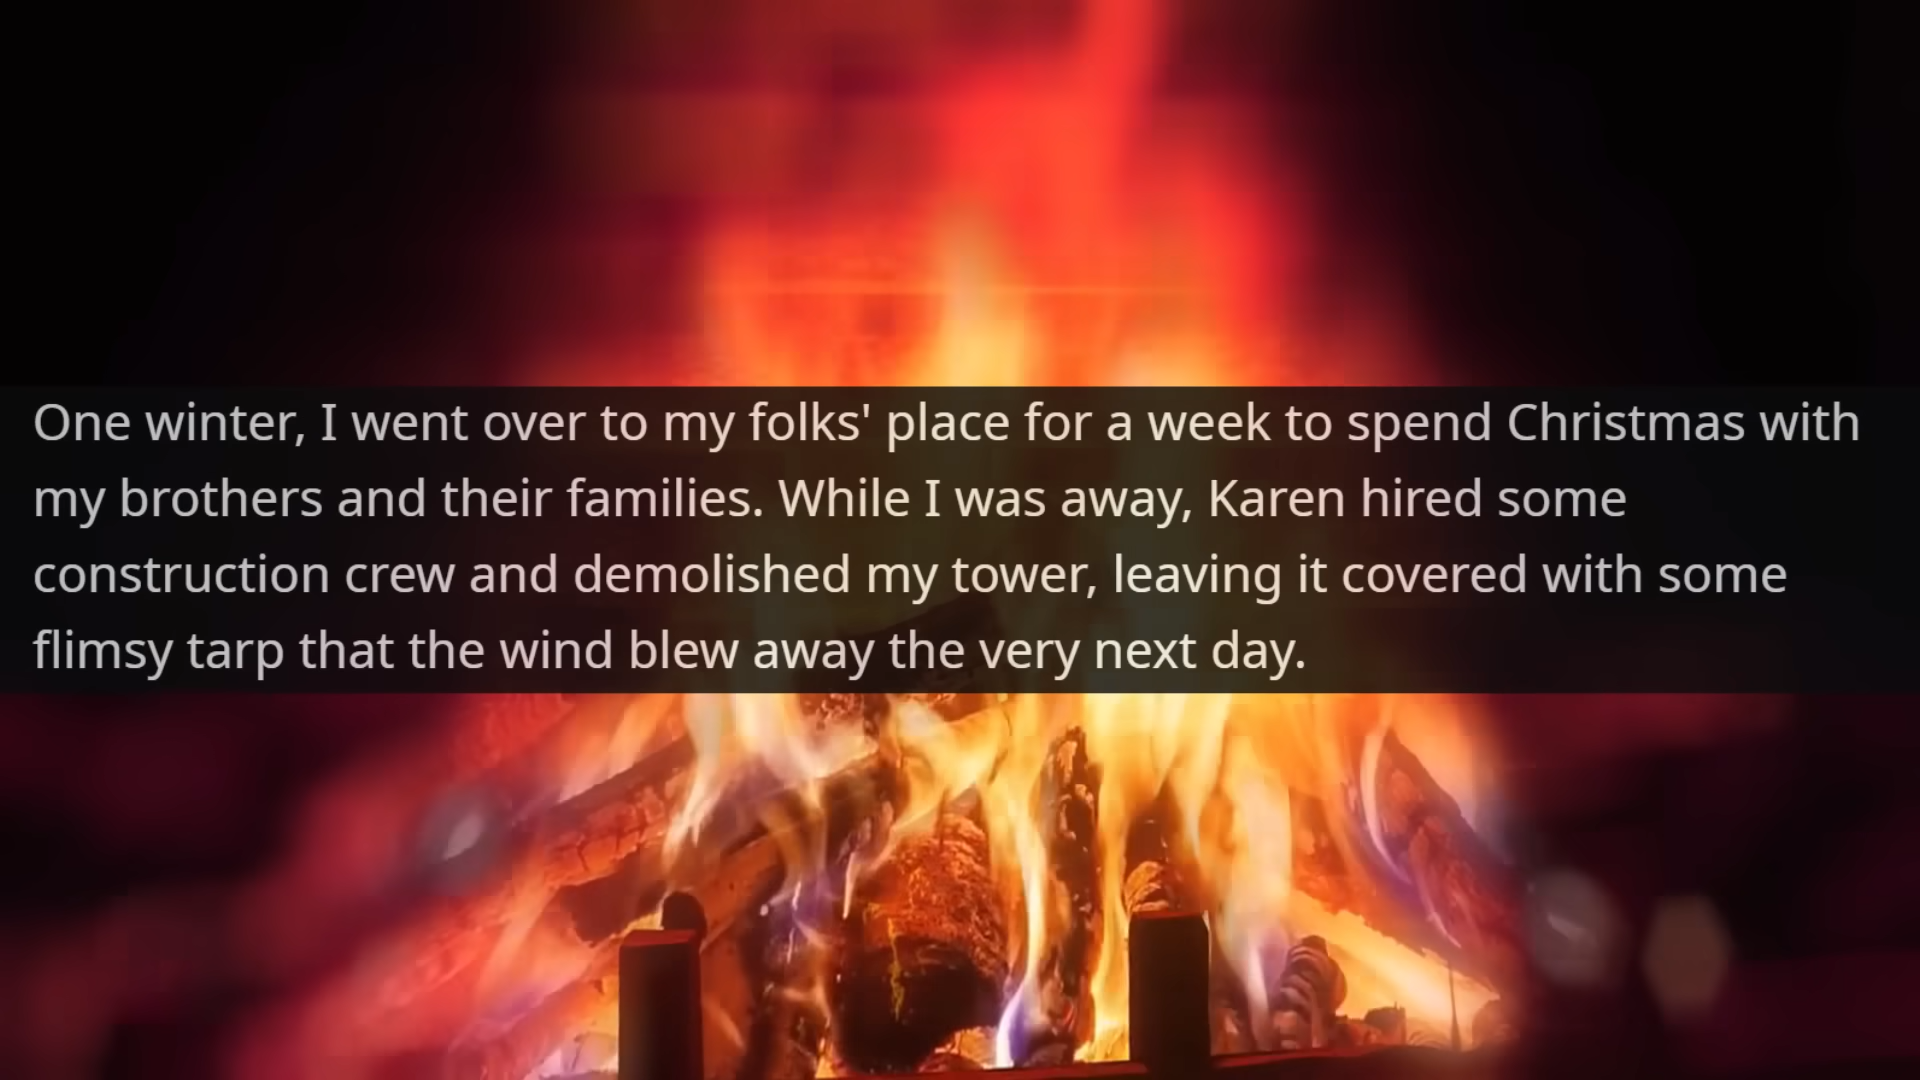 One winter, I went over to my folks' place for a week to spend Christmas with
my brothers and their families. While I was away, Karen hired some
construction crew and demolished my tower, leaving it covered with some
flimsy tarp that the wind blew away the very next day.